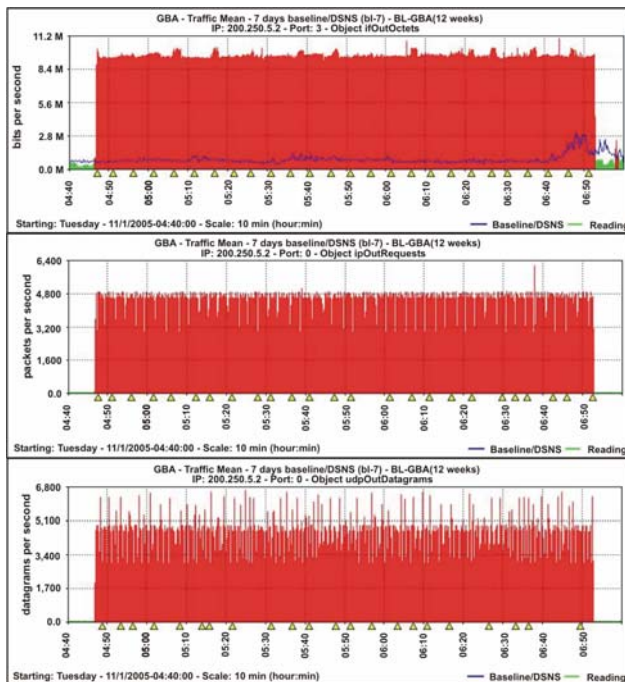 GBA - Traffic Mean - 7 days baseline/DSNS (bl-7) - BL-GBA(12 weeks)
IP: 200.250.5.2 - Port: 3 - Object ifOutOctets
bits per second
11.2 M
8.4 M
5.6 M
2.8 M
0.0 M
04:40 04:50 05:00 05:10 05:20 05:30 05:40 05:50 06:00 06:10 06:20 06:30 06:40 06:50
Starting: Tuesday - 11/1/2005-04:40:00 - Scale: 10 min (hour:min) Baseline/DSNS Reading
GBA - Traffic Mean - 7 days baseline/DSNS (bl-7) - BL-GBA(12 weeks)
IP: 200.250.5.2 - Port: 0 - Object ipOutRequests
packets per second
6,400
4,800
3,200
1,600
0.0
04:40 04:50 05:00 05:10 05:20 05:30 05:40 05:50 06:00 06:10 06:20 06:30 06:40 06:50
Starting: Tuesday - 11/1/2005-04:40:00 - Scale: 10 min (hour:min) Baseline/DSNS Reading
GBA - Traffic Mean - 7 days baseline/DSNS (bl-7) - BL-GBA(12 weeks)
IP: 200.250.5.2 - Port: 0 - Object udpOutDatagrams
datagrams per second
6,800
5,100
3,400
1,700
0.0
04:40 04:50 05:00 05:10 05:20 05:30 05:40 05:50 06:00 06:10 06:20 06:30 06:40 06:50
Starting: Tuesday - 11/1/2005-04:40:00 - Scale: 10 min (hour:min) Baseline/DSNS Reading